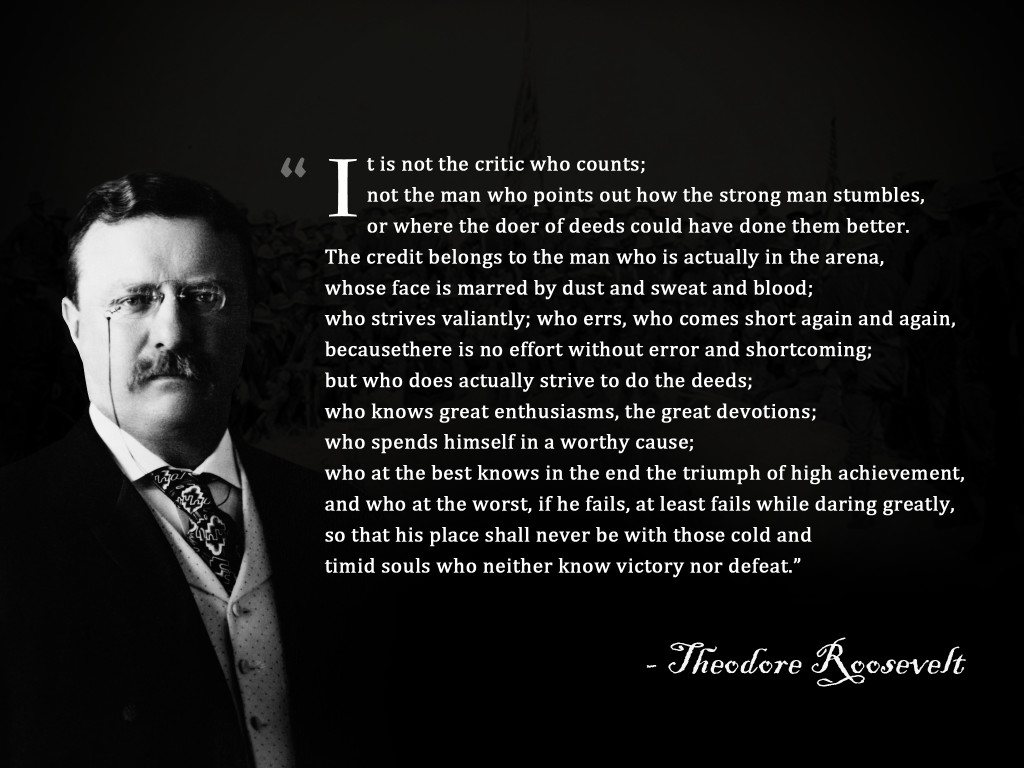 “It is not the critic who counts;
not the man who points out how the strong man stumbles,
or where the doer of deeds could have done them better.
The credit belongs to the man who is actually in the arena,
whose face is marred by dust and sweat and blood;
who strives valiantly; who errs, who comes short again and again,
becausethere is no effort without error and shortcoming;
but who does actually strive to do the deeds;
who knows great enthusiasms, the great devotions;
who spends himself in a worthy cause;
who at the best knows in the end the triumph of high achievement,
and who at the worst, if he fails, at least fails while daring greatly,
so that his place shall never be with those cold and
timid souls who neither know victory nor defeat.”
- Theodore Roosevelt